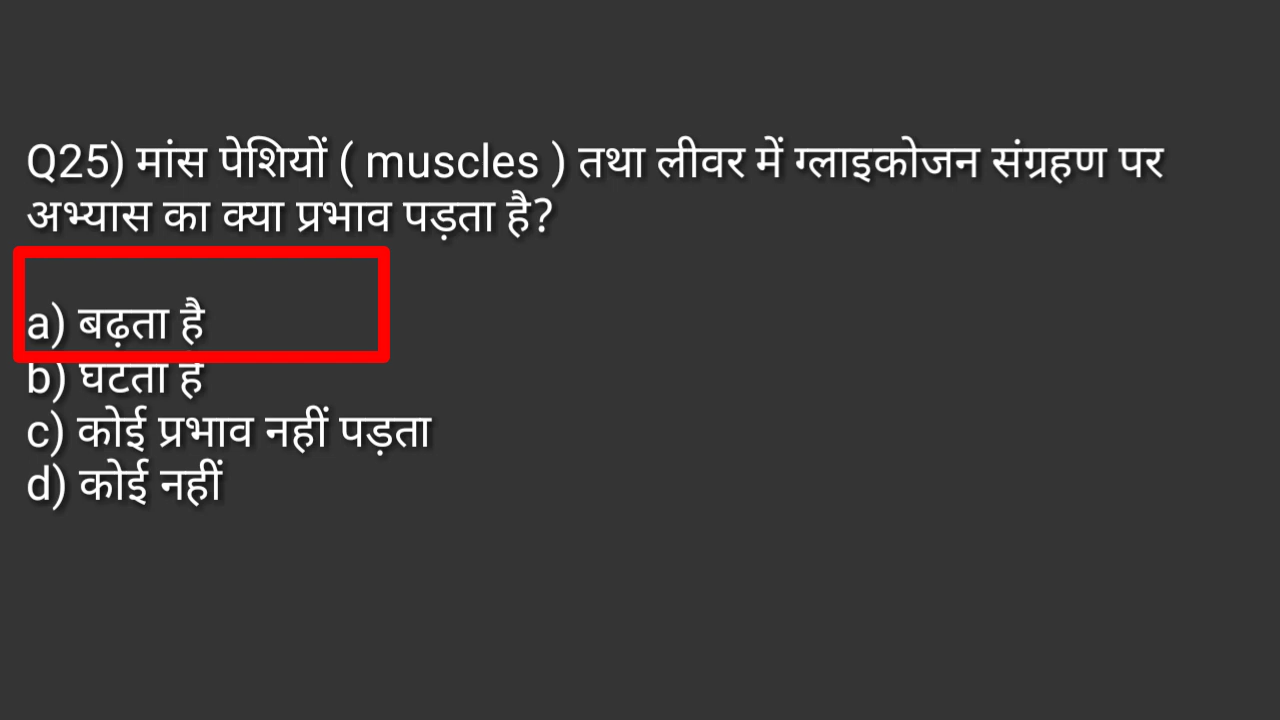 Q25) मांस पेशियों ( muscles ) तथा लीवर में ग्लाइकोजन संग्रहण पर
अभ्यास का क्या प्रभाव पड़ता है?
a) बढ़ता है
b) घटता है
c) कोई प्रभाव नहीं पड़ता
d) कोई नहीं